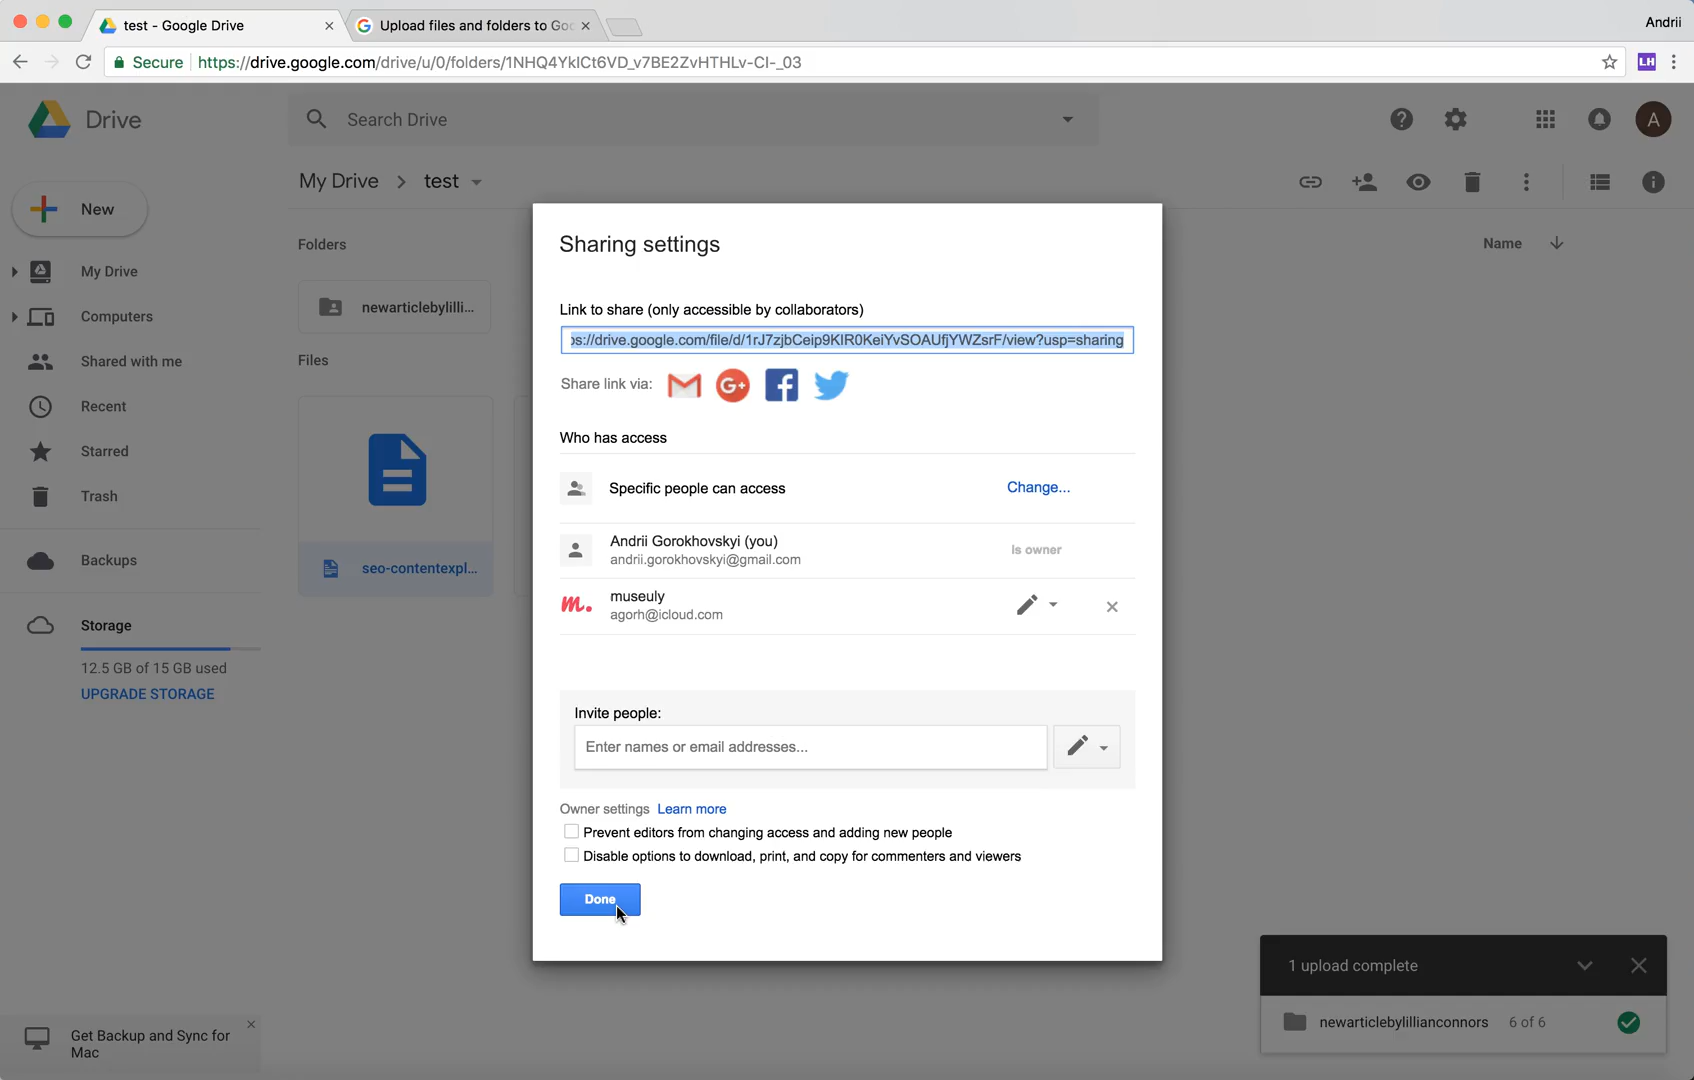 test - Google Drive
Upload files and folders to Goo
Andrii
Secure
https://drive.google.com/drive/u/0/folders/1NHQ4YkICt6VD_v7BE2ZvHTHLv-CI-_03
LH
Drive
Search Drive
A
New
My Drive > test
Folders
Name
My Drive
Computers
Shared with me
Recent
Starred
Trash
Backups
Storage
12.5 GB of 15 GB used
UPGRADE STORAGE
Get Backup and Sync for
Mac
newarticlebylilli...
Files
seo-contentexpl...
Sharing settings
Link to share (only accessible by collaborators)
ps://drive.google.com/file/d/1rJ7zjbCeip9KIR0KeiYvSOAUfjYWZsrF/view?usp=sharing
Share link via:
G+
Who has access
Specific people can access
Change...
Andrii Gorokhovskyi (you)
andrii.gorokhovskyi@gmail.com
Is owner
m.
museuly
agorh@icloud.com
Invite people:
Enter names or email addresses...
Owner settings Learn more
Prevent editors from changing access and adding new people
Disable options to download, print, and copy for commenters and viewers
Done
1 upload complete
newarticlebylillianconnors 6 of 6